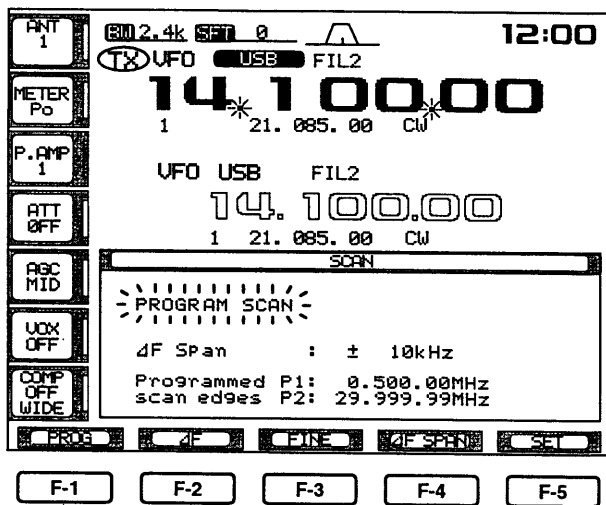 ANT
1
BW 2.4k SFT 0
12:00
TX VFO USB FIL2
METER
Po
14.100.00
1 21.085.00 CW
P.AMP
1
VFO USB FIL2
ATT
OFF
14.100.00
1 21.085.00 CW
AGC
MID
SCAN
PROGRAM SCAN
VOX
OFF
⊿F Span : ± 10kHz
COMP
OFF
WIDE
Programmed P1: 0.500.00MHz
scan edges P2: 29.999.99MHz
PROG ⊿F FINE ⊿F SPAN SET
F-1 F-2 F-3 F-4 F-5